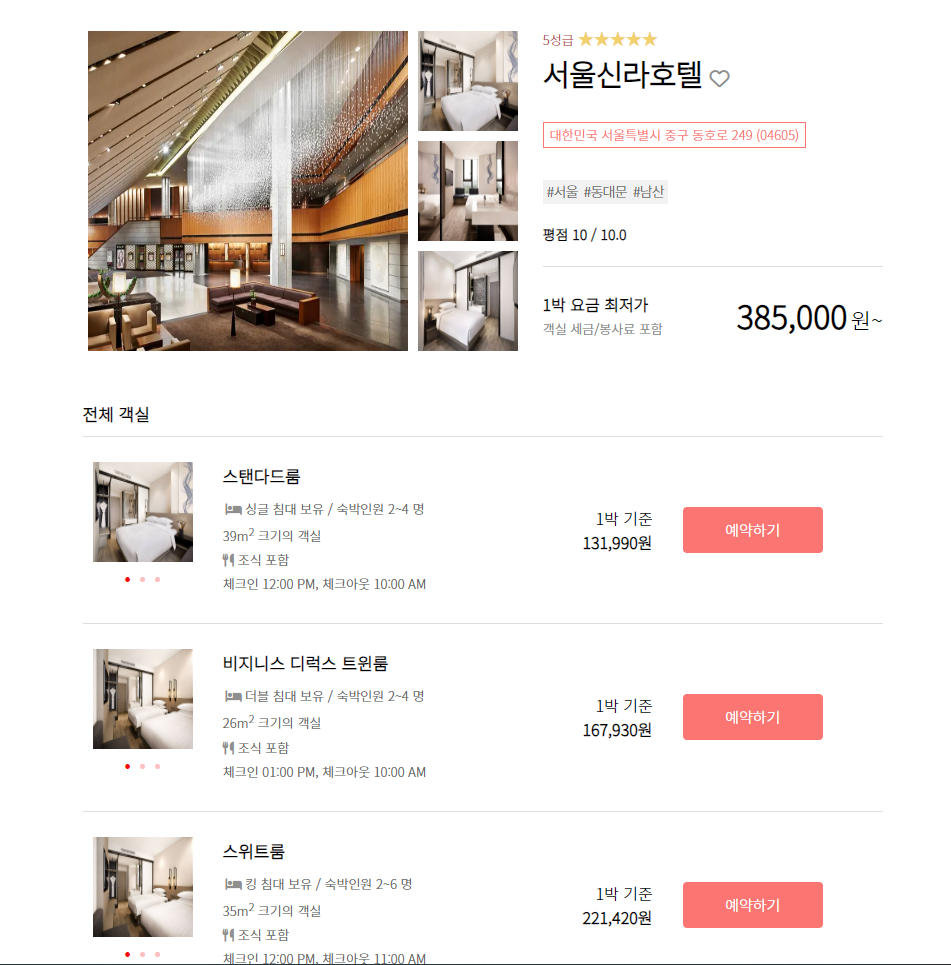 5성급
서울신라호텔
대한민국 서울특별시 중구 동호로 249 (04605)
#서울 #동대문 #남산
평점 10 / 10.0
1박 요금 최저가
객실 세금/봉사료 포함
385,000 원~
전체 객실
스탠다드룸
싱글 침대 보유 / 숙박인원 2~4 명
39m² 크기의 객실
조식 포함
체크인 12:00 PM, 체크아웃 10:00 AM
1박 기준
131,990원
예약하기
비지니스 디럭스 트윈룸
더블 침대 보유 / 숙박인원 2~4 명
26m² 크기의 객실
조식 포함
체크인 01:00 PM, 체크아웃 10:00 AM
1박 기준
167,930원
예약하기
스위트룸
킹 침대 보유 / 숙박인원 2~6 명
35m² 크기의 객실
조식 포함
체크인 12:00 PM, 체크아웃 11:00 AM
1박 기준
221,420원
예약하기